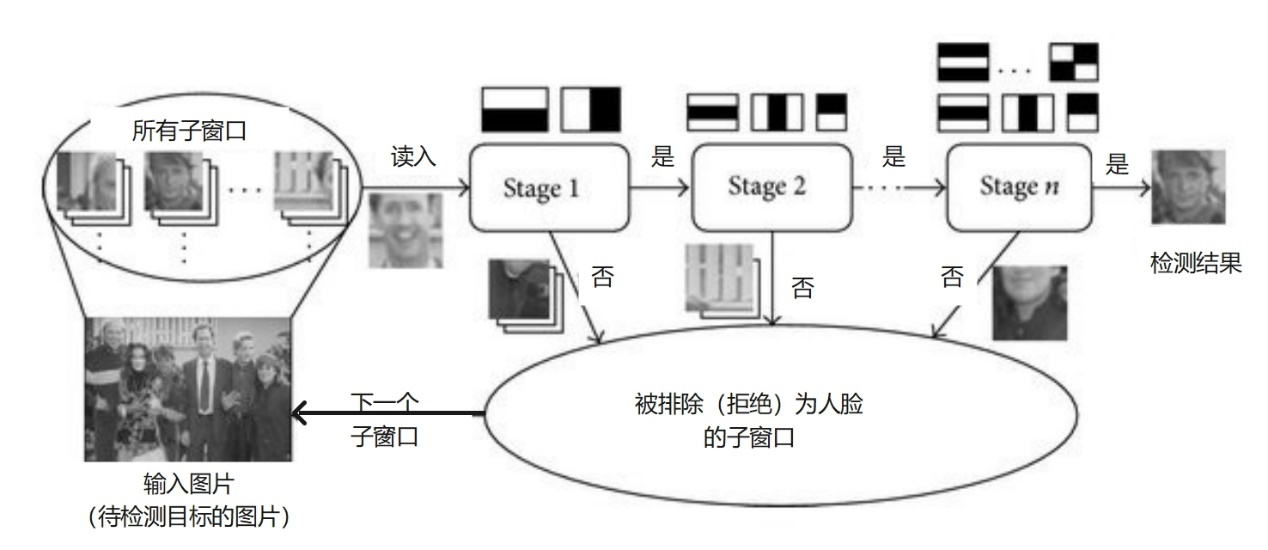 所有子窗口
读入
Stage 1
是
Stage 2
是
Stage n
是
检测结果
否
否
否
下一个
子窗口
被排除（拒绝）为人脸
的子窗口
输入图片
（待检测目标的图片）